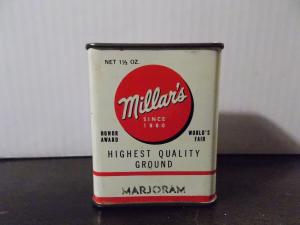 NET 1½ OZ.
Millar's
SINCE
1880
HONOR
AWARD
WORLD'S
FAIR
HIGHEST QUALITY
GROUND
MARJORAM